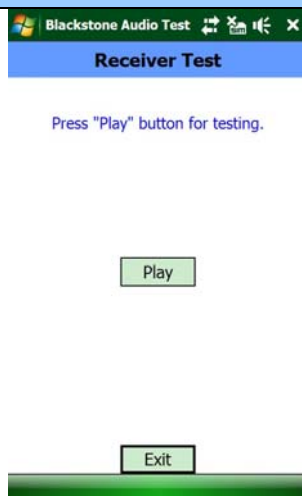 Blackstone Audio Test
Receiver Test
Press "Play" button for testing.
Play
Exit